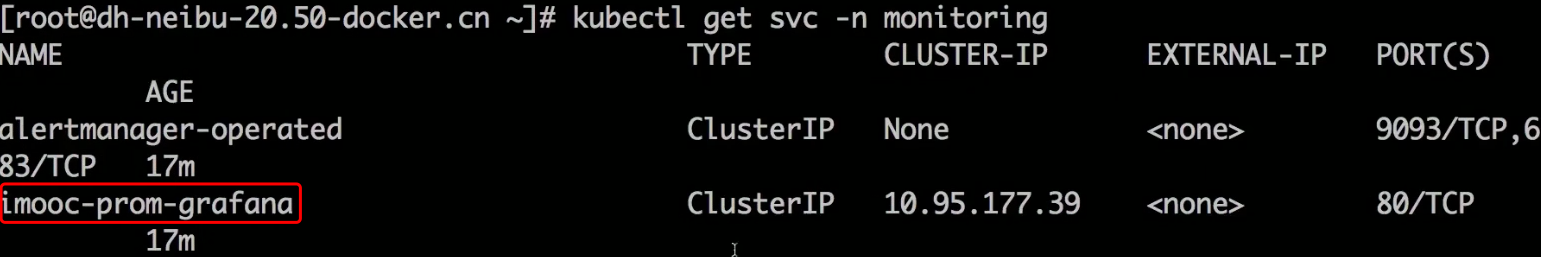 [root@dh-neibu-20.50-docker.cn ~]# kubectl get svc -n monitoring
NAME TYPE CLUSTER-IP EXTERNAL-IP PORT(S)
AGE
alertmanager-operated ClusterIP None <none> 9093/TCP,6
83/TCP 17m
imooc-prom-grafana ClusterIP 10.95.177.39 <none> 80/TCP
17m